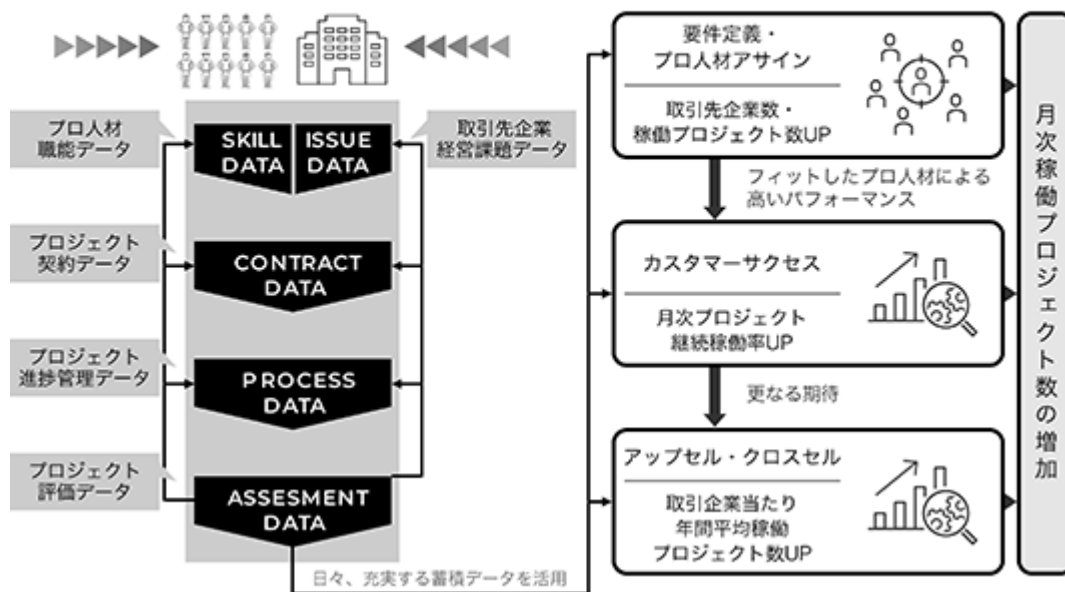 プロ人材
職能データ
SKILL
DATA
ISSUE
DATA
取引先企業
経営課題データ
プロジェクト
契約データ
CONTRACT
DATA
プロジェクト
進捗管理データ
PROCESS
DATA
プロジェクト
評価データ
ASSESMENT
DATA
日々、充実する蓄積データを活用
要件定義・
プロ人材アサイン
取引先企業数・
稼働プロジェクト数UP
フィットしたプロ人材による
高いパフォーマンス
カスタマーサクセス
月次プロジェクト
継続稼働率UP
更なる期待
アップセル・クロスセル
取引企業当たり
年間平均稼働
プロジェクト数UP
月次稼働プロジェクト数の増加